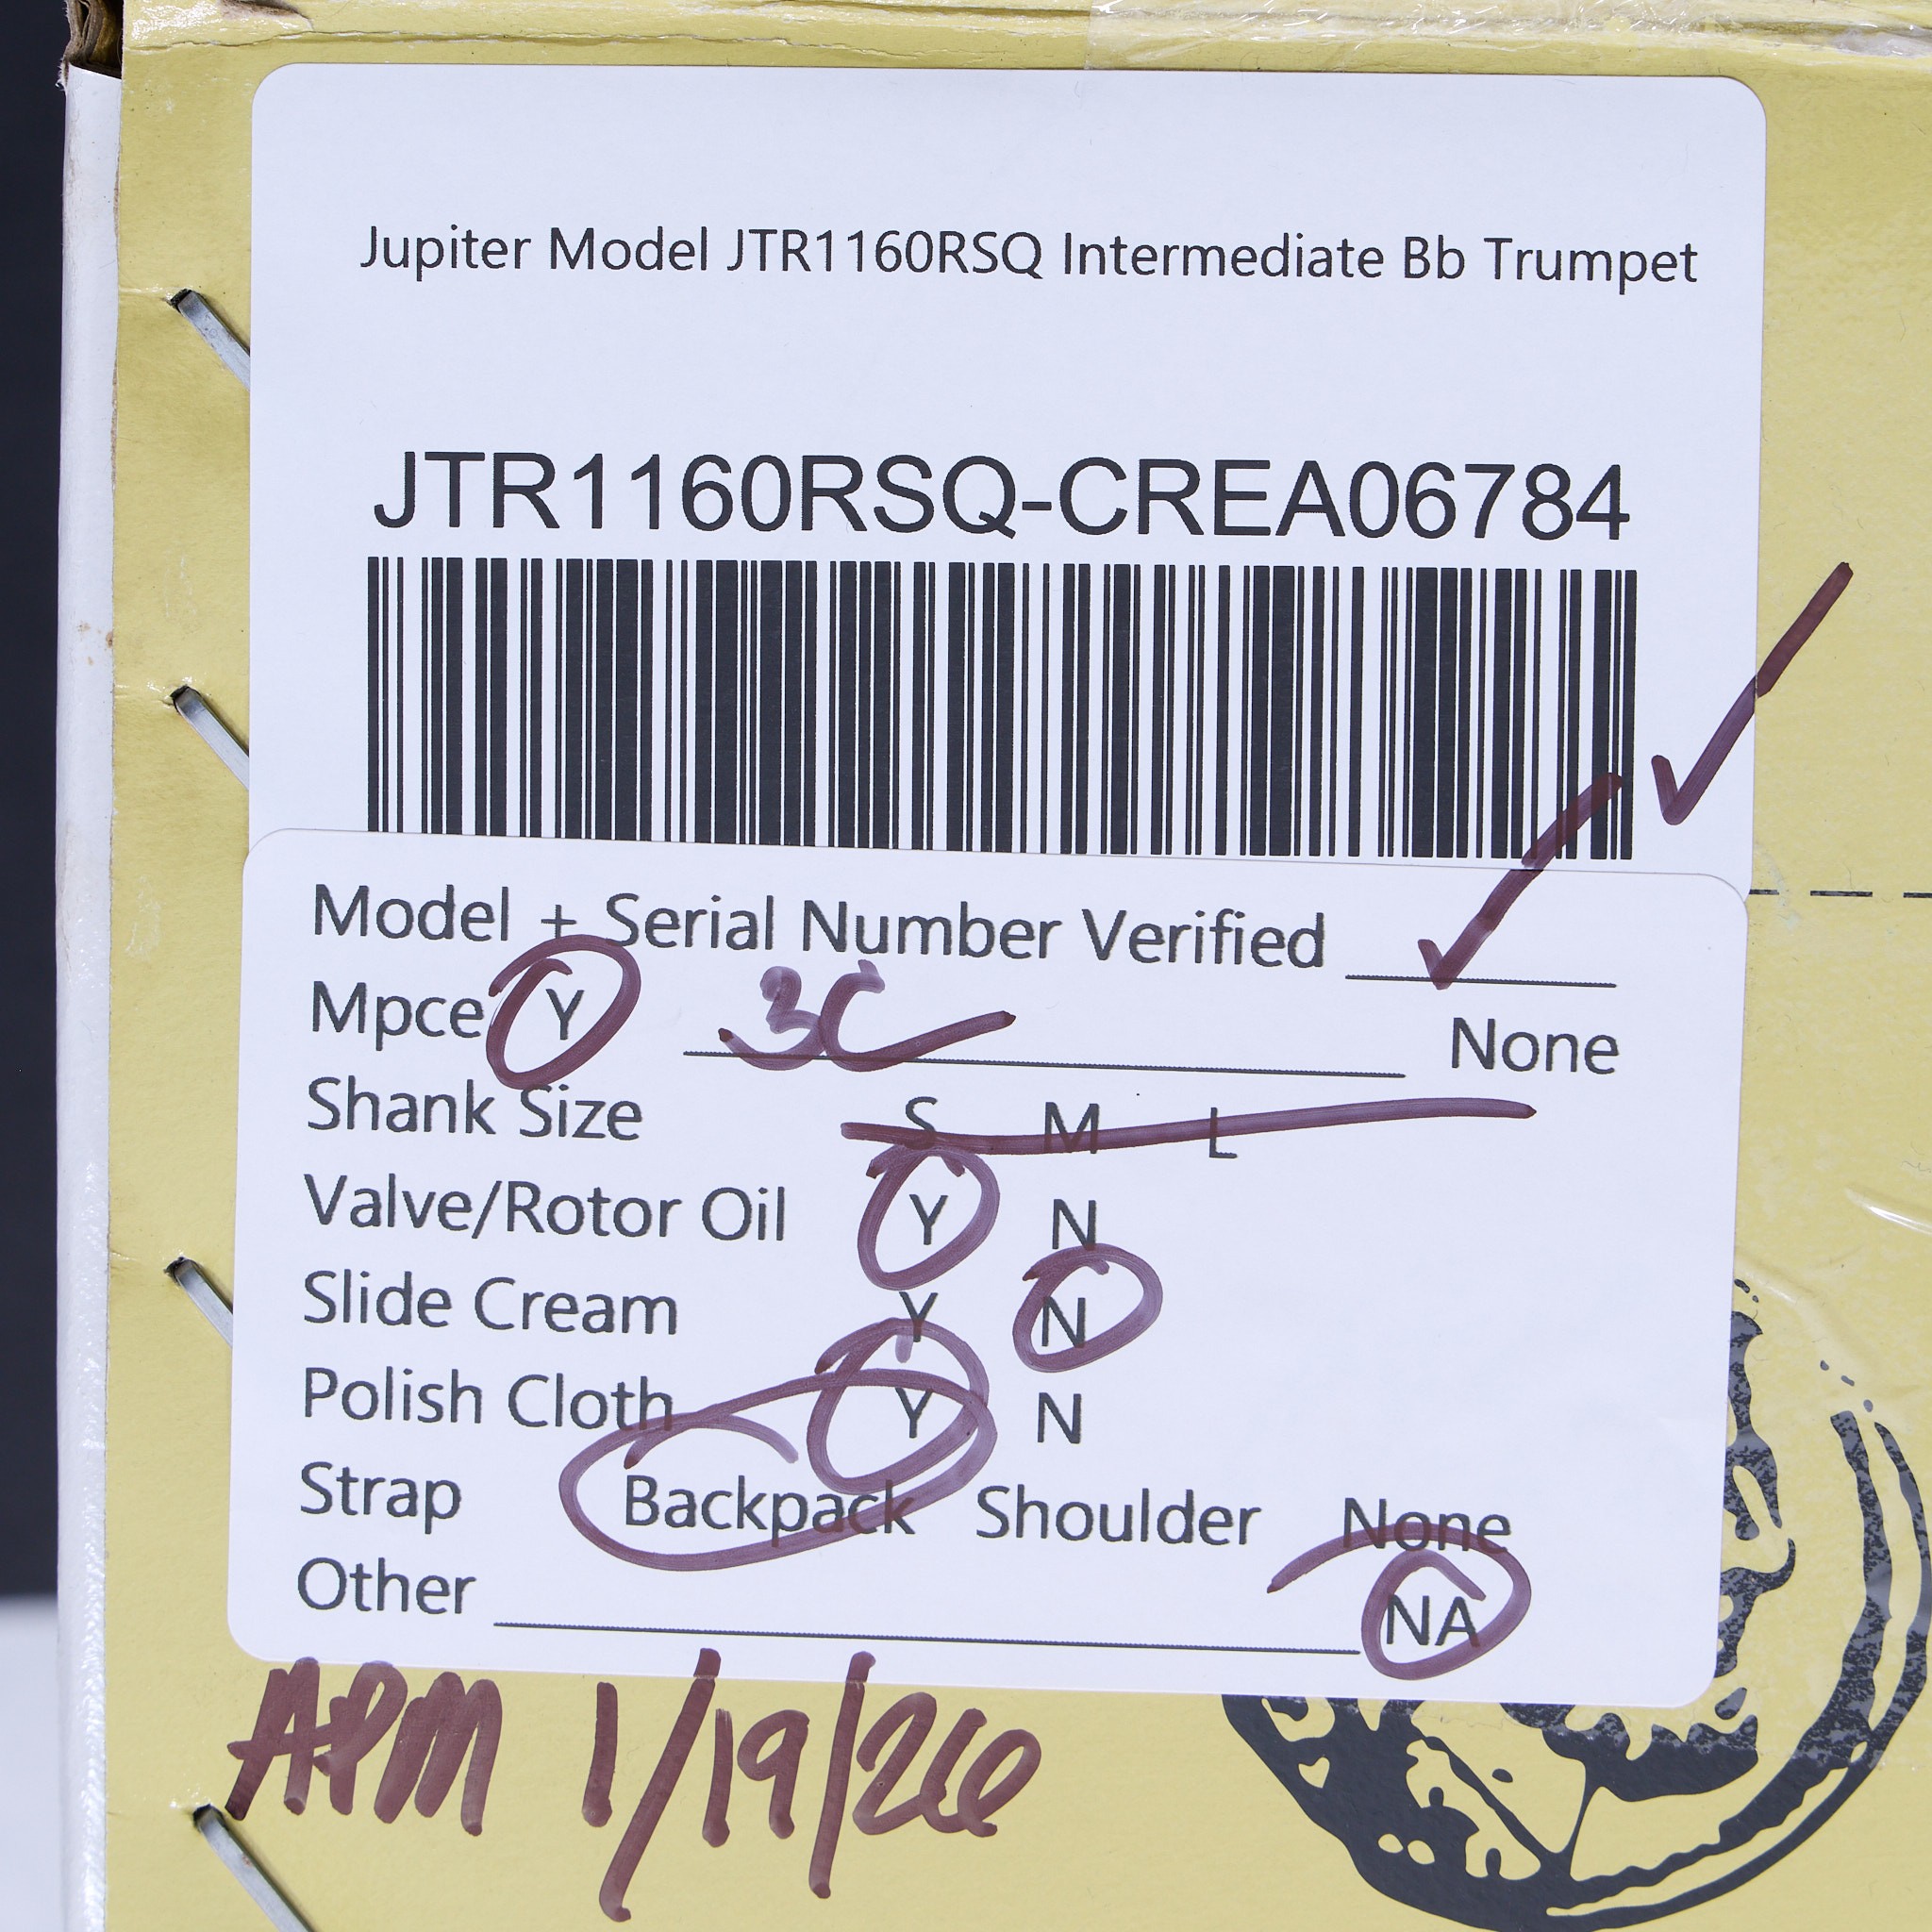 Jupiter Model JTR1160RSQ Intermediate Bb Trumpet
JTR1160RSQ-CREA06784
Model + Serial Number Verified ✓
Mpce Y 3C None
Shank Size S M L
Valve/Rotor Oil Y N
Slide Cream Y N
Polish Cloth Y N
Strap Backpack Shoulder None
Other NA
APM 1/19/26